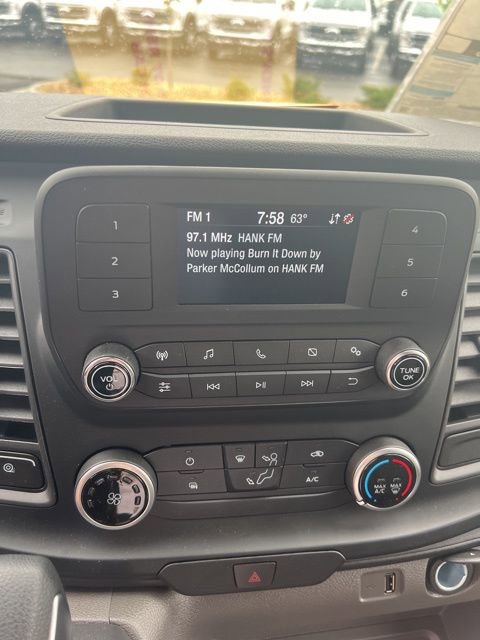 FM 1 7:58 63°
97.1 MHz HANK FM
Now playing Burn It Down by
Parker McCollum on HANK FM
1
2
3
4
5
6
VOL
TUNE
OK
A/C
MAX
A/C
MAX